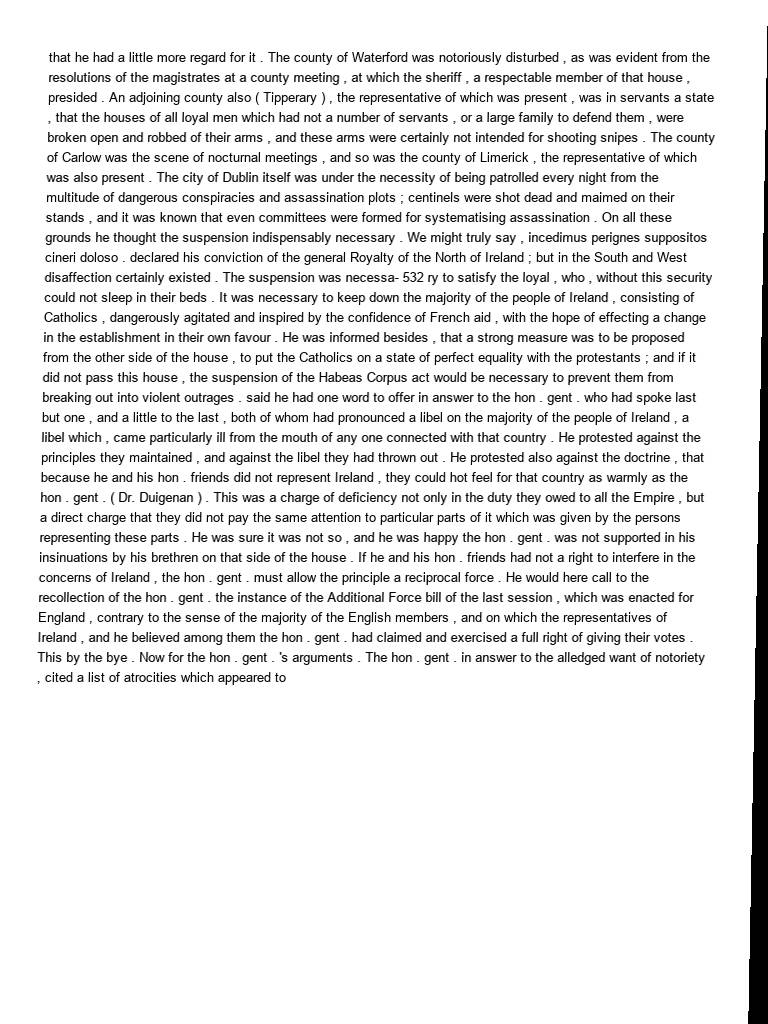 that he had a little more regard for it . The county of Waterford was notoriously disturbed , as was evident from the
resolutions of the magistrates at a county meeting , at which the sheriff , a respectable member of that house ,
presided . An adjoining county also ( Tipperary ) , the representative of which was present , was in servants a state
, that the houses of all loyal men which had not a number of servants , or a large family to defend them , were
broken open and robbed of their arms , and these arms were certainly not intended for shooting snipes . The county
of Carlow was the scene of nocturnal meetings , and so was the county of Limerick , the representative of which
was also present . The city of Dublin itself was under the necessity of being patrolled every night from the
multitude of dangerous conspiracies and assassination plots ; centinels were shot dead and maimed on their
stands , and it was known that even committees were formed for systematising assassination . On all these
grounds he thought the suspension indispensably necessary . We might truly say , incedimus perignes suppositos
cineri doloso . declared his conviction of the general Royalty of the North of Ireland ; but in the South and West
disaffection certainly existed . The suspension was necessa- 532 ry to satisfy the loyal , who , without this security
could not sleep in their beds . It was necessary to keep down the majority of the people of Ireland , consisting of
Catholics , dangerously agitated and inspired by the confidence of French aid , with the hope of effecting a change
in the establishment in their own favour . He was informed besides , that a strong measure was to be proposed
from the other side of the house , to put the Catholics on a state of perfect equality with the protestants ; and if it
did not pass this house , the suspension of the Habeas Corpus act would be necessary to prevent them from
breaking out into violent outrages . said he had one word to offer in answer to the hon . gent . who had spoke last
but one , and a little to the last , both of whom had pronounced a libel on the majority of the people of Ireland , a
libel which , came particularly ill from the mouth of any one connected with that country . He protested against the
principles they maintained , and against the libel they had thrown out . He protested also against the doctrine , that
because he and his hon . friends did not represent Ireland , they could hot feel for that country as warmly as the
hon . gent . ( Dr. Duigenan ) . This was a charge of deficiency not only in the duty they owed to all the Empire , but
a direct charge that they did not pay the same attention to particular parts of it which was given by the persons
representing these parts . He was sure it was not so , and he was happy the hon . gent . was not supported in his
insinuations by his brethren on that side of the house . If he and his hon . friends had not a right to interfere in the
concerns of Ireland , the hon . gent . must allow the principle a reciprocal force . He would here call to the
recollection of the hon . gent . the instance of the Additional Force bill of the last session , which was enacted for
England , contrary to the sense of the majority of the English members , and on which the representatives of
Ireland , and he believed among them the hon . gent . had claimed and exercised a full right of giving their votes .
This by the bye . Now for the hon . gent . 's arguments . The hon . gent . in answer to the alledged want of notoriety
, cited a list of atrocities which appeared to